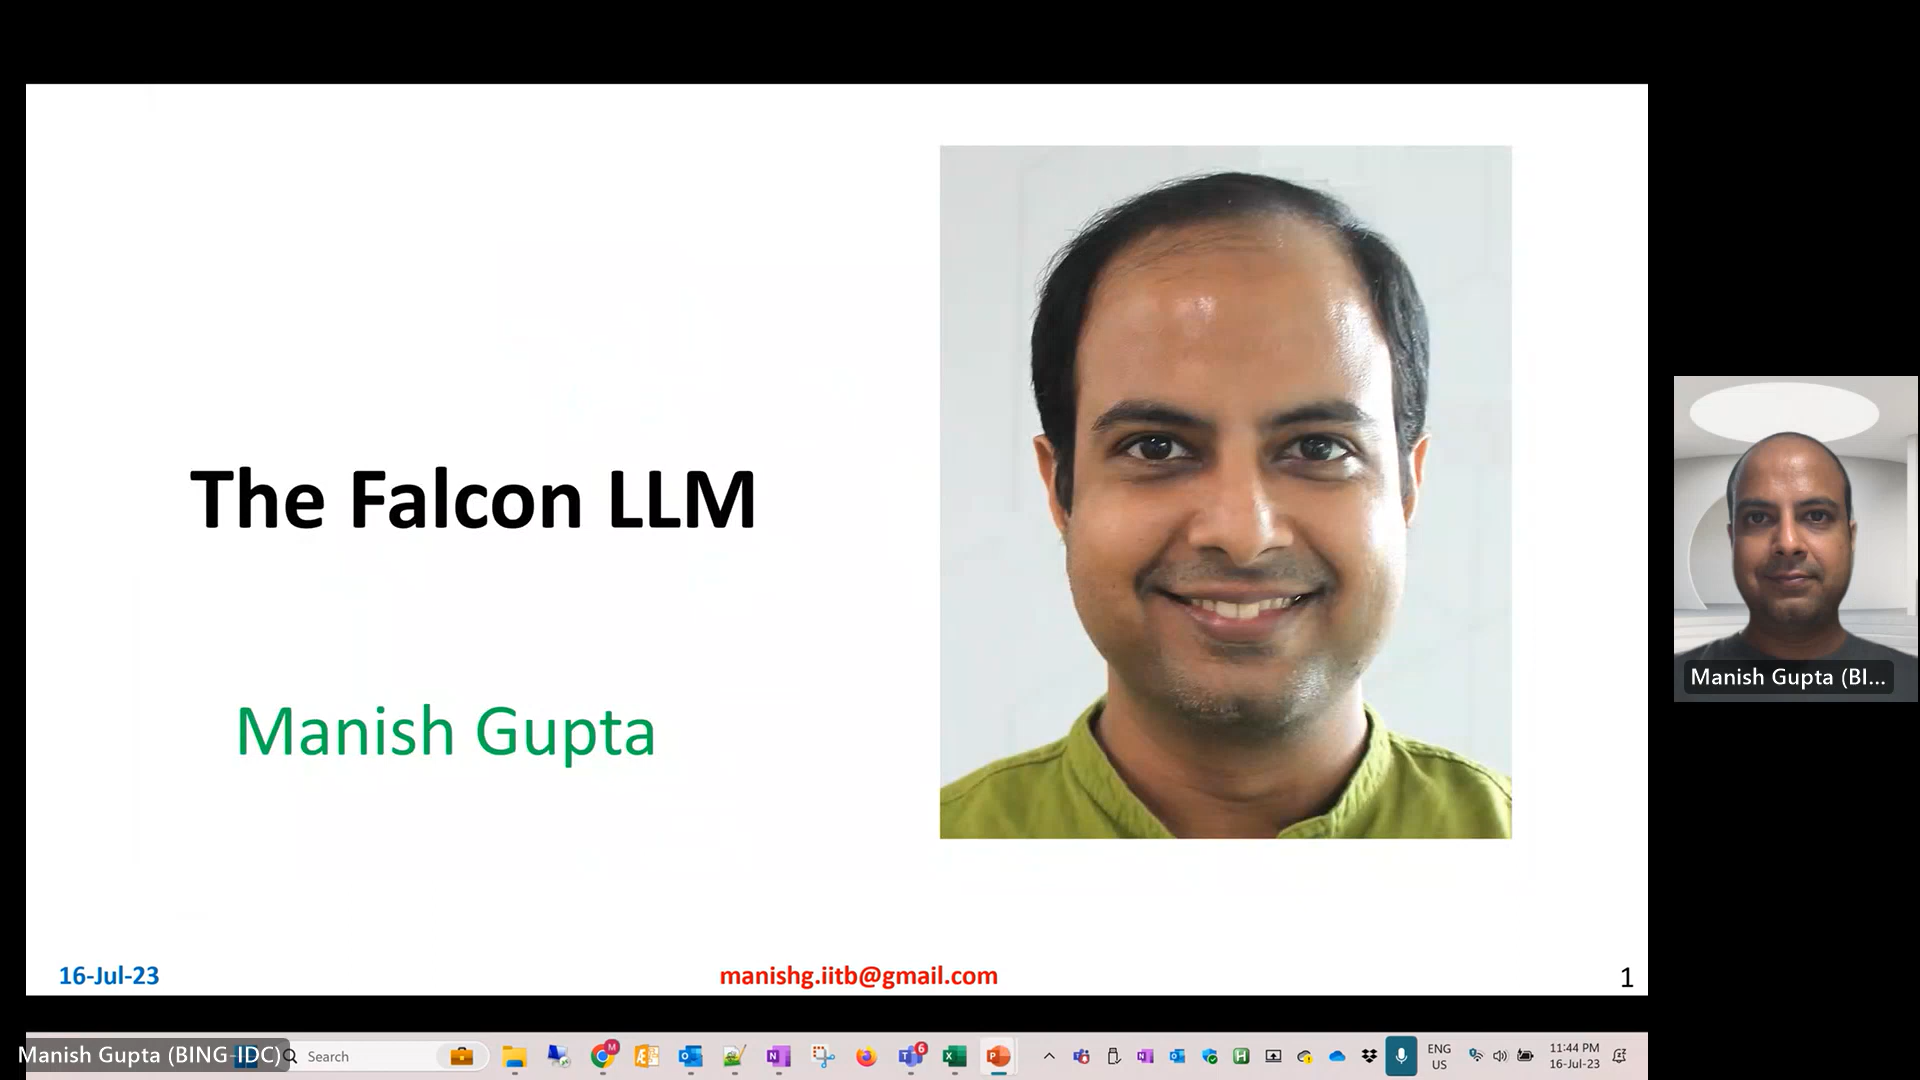 The Falcon LLM
Manish Gupta
16-Jul-23
manishg.iitb@gmail.com
1
Manish Gupta (BI...
Manish Gupta (BING-IDC)
Search
M
6
ENG
US
11:44 PM
16-Jul-23